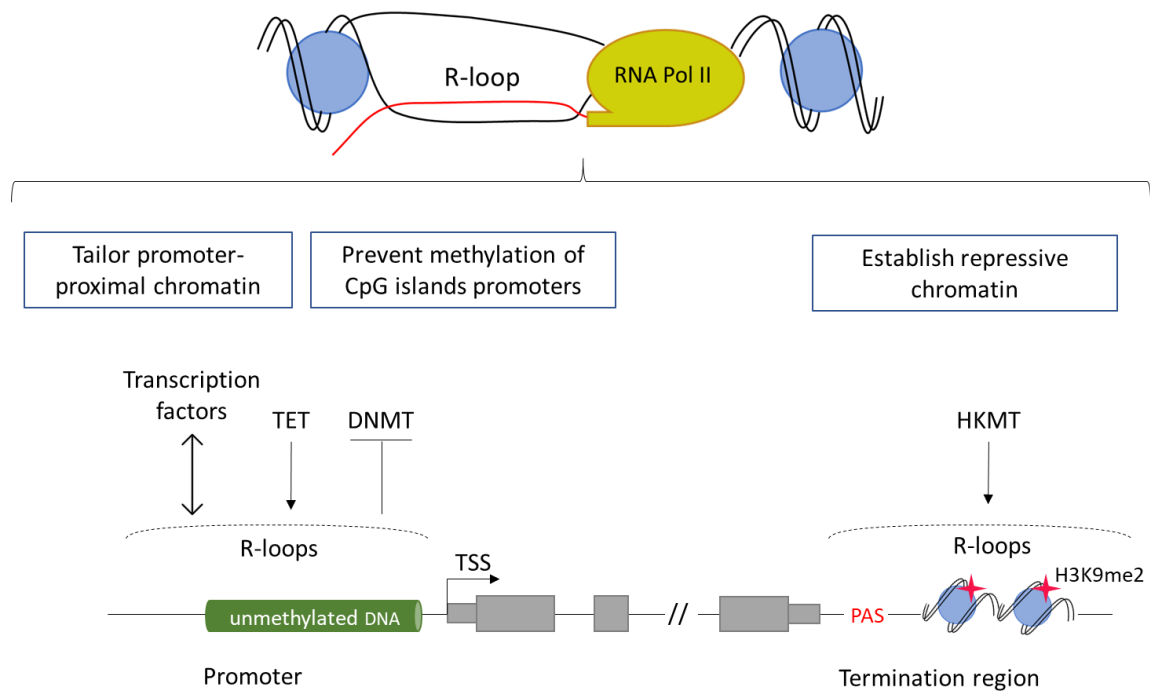 R-loop
RNA Pol II
Tailor promoter-
proximal chromatin
Prevent methylation of
CpG islands promoters
Establish repressive
chromatin
Transcription
factors
TET
DNMT
HKMT
R-loops
R-loops
TSS
H3K9me2
unmethylated DNA
//
PAS
Promoter
Termination region